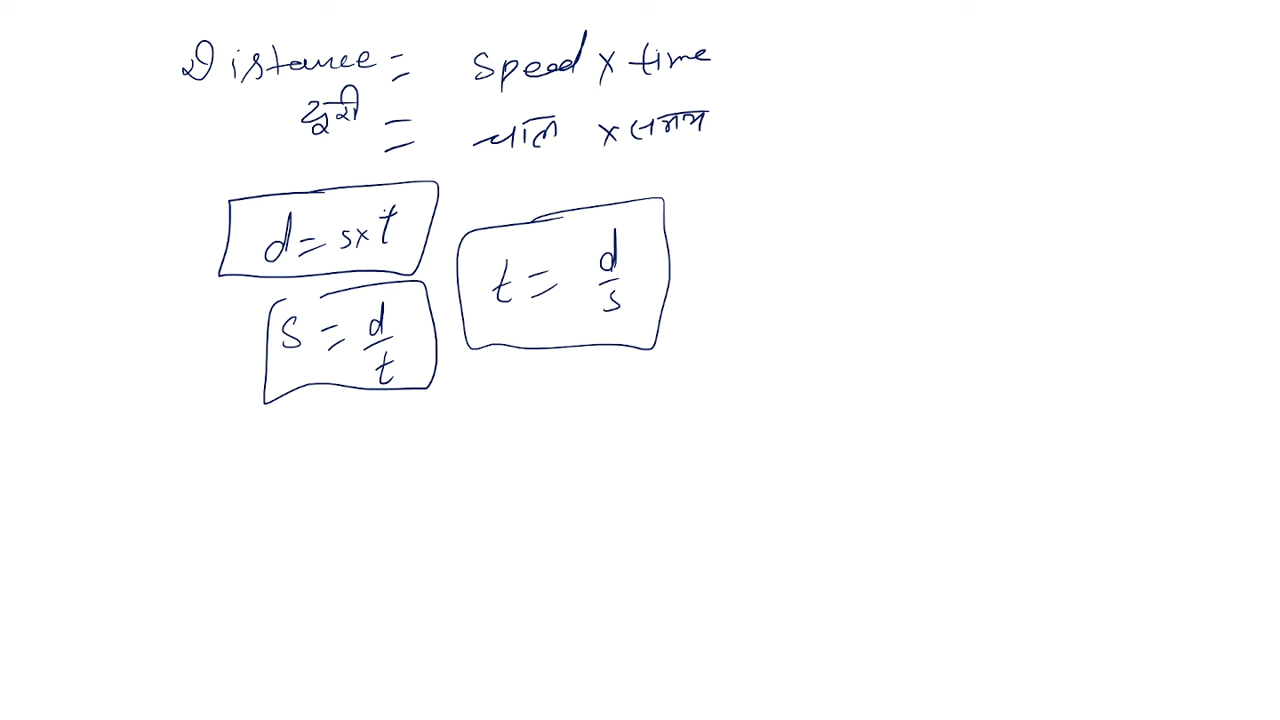 Distance = speed × time
दूरी = चाल × समय
d = s×t
t = d/s
s = d/t